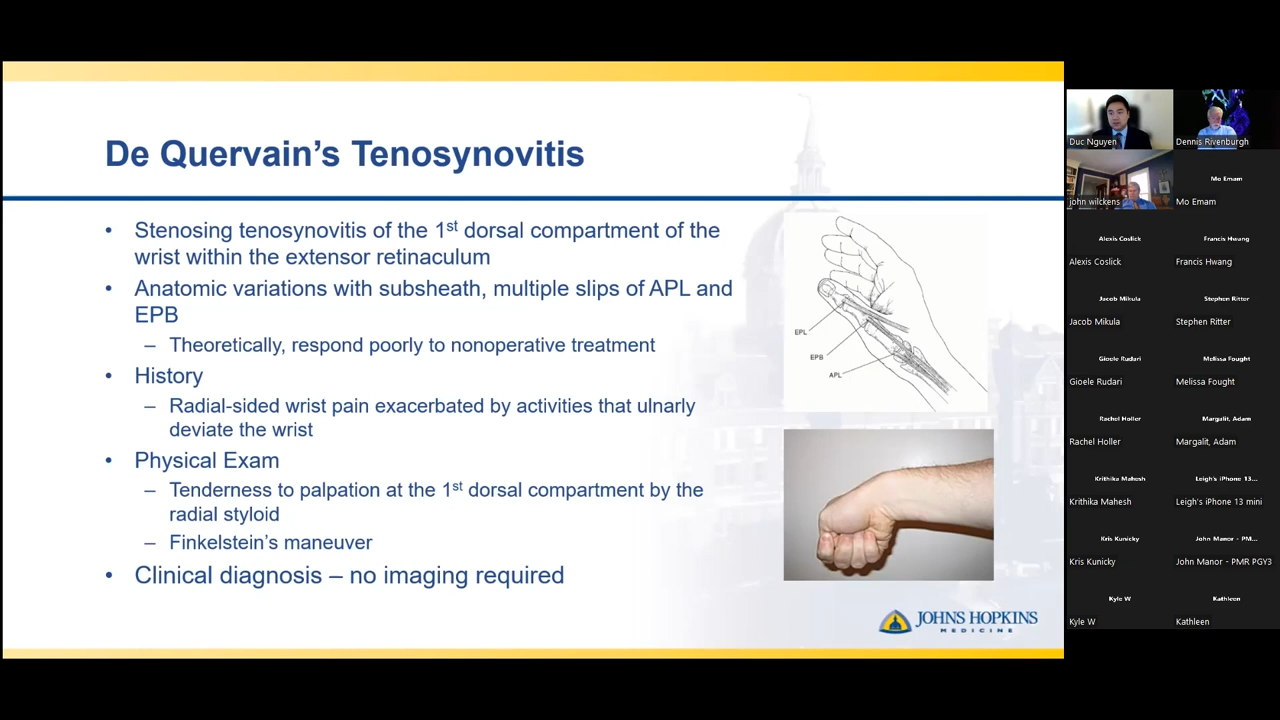 De Quervain's Tenosynovitis
• Stenosing tenosynovitis of the 1st dorsal compartment of the
wrist within the extensor retinaculum
• Anatomic variations with subsheath, multiple slips of APL and
EPB
– Theoretically, respond poorly to nonoperative treatment
• History
– Radial-sided wrist pain exacerbated by activities that ulnarly
deviate the wrist
• Physical Exam
– Tenderness to palpation at the 1st dorsal compartment by the
radial styloid
– Finkelstein's maneuver
• Clinical diagnosis – no imaging required
EPL
EPB
APL
JOHNS HOPKINS
MEDICINE
Duc Nguyen
Dennis Rivenburgh
john wilckens
Mo Emam
Mo Emam
Alexis Coslick
Alexis Coslick
Francis Hwang
Francis Hwang
Jacob Mikula
Jacob Mikula
Stephen Ritter
Stephen Ritter
Gioele Rudari
Gioele Rudari
Melissa Fought
Melissa Fought
Rachel Holler
Rachel Holler
Margalit, Adam
Margalit, Adam
Krithika Mahesh
Krithika Mahesh
Leigh's iPhone 13...
Leigh's iPhone 13 mini
Kris Kunicky
Kris Kunicky
John Manor - PM...
John Manor - PMR PGY3
Kyle W
Kyle W
Kathleen
Kathleen